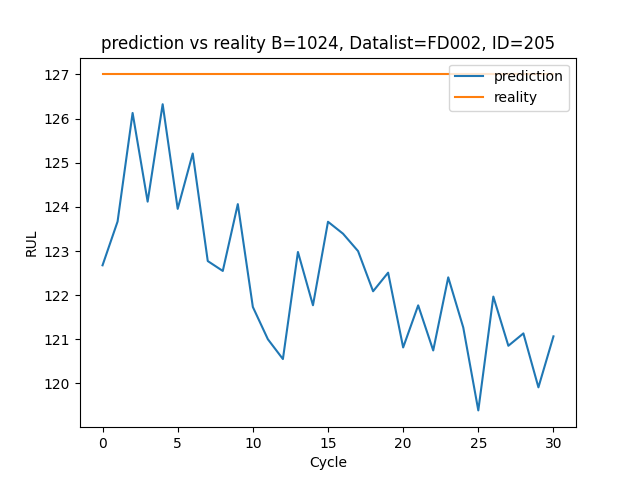 prediction vs reality B=1024, Datalist=FD002, ID=205
prediction
reality
RUL
127
126
125
124
123
122
121
120
0 5 10 15 20 25 30
Cycle